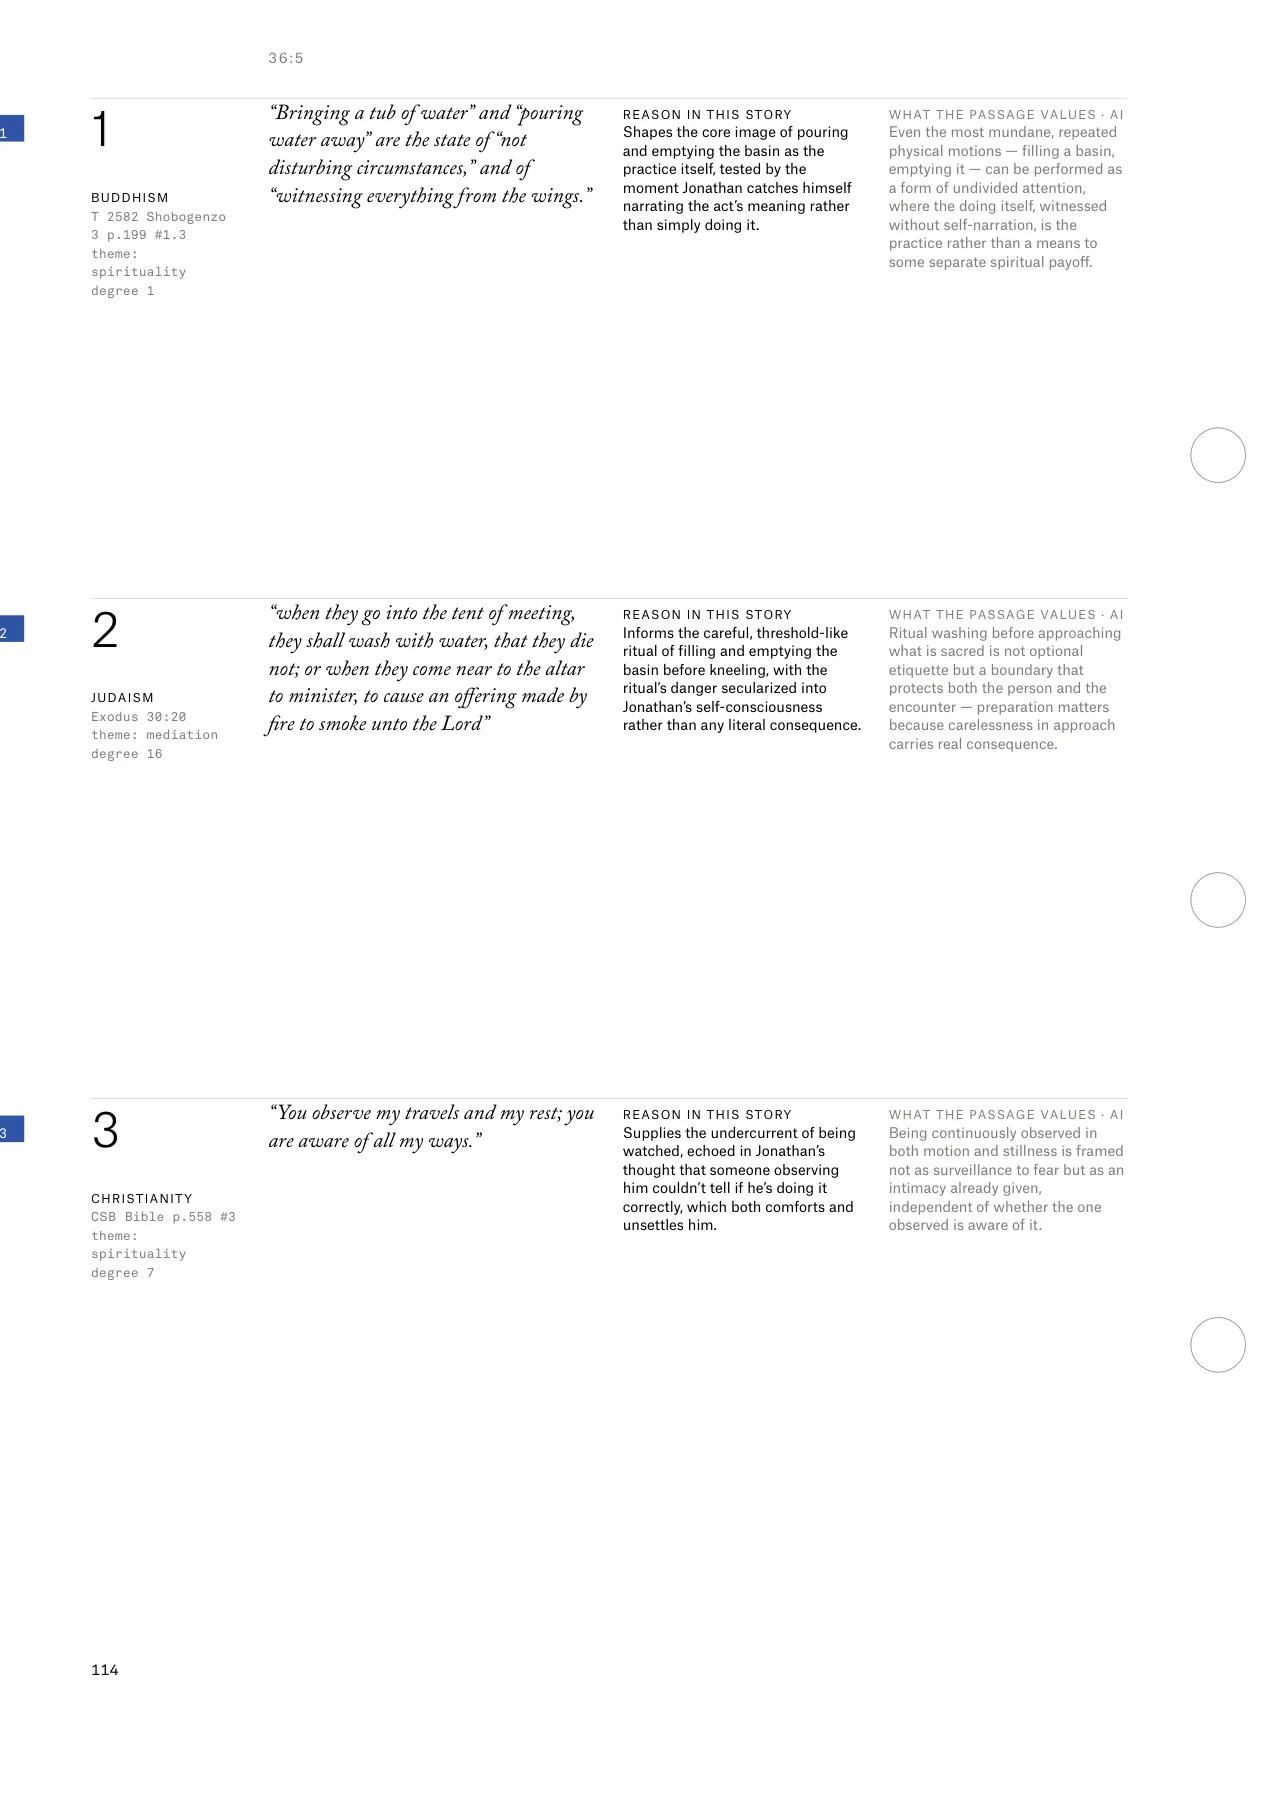 36:5
1
1
BUDDHISM
T 2582 Shobogenzo
3 p.199 #1.3
theme:
spirituality
degree 1
“Bringing a tub of water” and “pouring
water away” are the state of “not
disturbing circumstances,” and of
“witnessing everything from the wings.”
REASON IN THIS STORY
Shapes the core image of pouring
and emptying the basin as the
practice itself, tested by the
moment Jonathan catches himself
narrating the act’s meaning rather
than simply doing it.
WHAT THE PASSAGE VALUES · AI
Even the most mundane, repeated
physical motions — filling a basin,
emptying it — can be performed as
a form of undivided attention,
where the doing itself, witnessed
without self-narration, is the
practice rather than a means to
some separate spiritual payoff.
2
2
JUDAISM
Exodus 30:20
theme: mediation
degree 16
“when they go into the tent of meeting,
they shall wash with water, that they die
not; or when they come near to the altar
to minister, to cause an offering made by
fire to smoke unto the Lord”
REASON IN THIS STORY
Informs the careful, threshold-like
ritual of filling and emptying the
basin before kneeling, with the
ritual’s danger secularized into
Jonathan’s self-consciousness
rather than any literal consequence.
WHAT THE PASSAGE VALUES · AI
Ritual washing before approaching
what is sacred is not optional
etiquette but a boundary that
protects both the person and the
encounter — preparation matters
because carelessness in approach
carries real consequence.
3
3
CHRISTIANITY
CSB Bible p.558 #3
theme:
spirituality
degree 7
“You observe my travels and my rest; you
are aware of all my ways.”
REASON IN THIS STORY
Supplies the undercurrent of being
watched, echoed in Jonathan’s
thought that someone observing
him couldn’t tell if he’s doing it
correctly, which both comforts and
unsettles him.
WHAT THE PASSAGE VALUES · AI
Being continuously observed in
both motion and stillness is framed
not as surveillance to fear but as an
intimacy already given,
independent of whether the one
observed is aware of it.
114